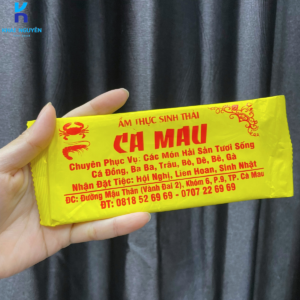 ẨM THỰC SINH THÁI
CÀ MAU
Chuyên Phục Vụ. Các Món Hải Sản Tươi Sống
Cá Đồng, Ba Ba, Trâu, Bò, Dê, Bê, Gà
Nhận Đặt Tiệc: Hội Nghị, Liên Hoan, Sinh Nhật
ĐC: Đường Mậu Thân (Vành Đai 2), Khóm 6, P.9, TP. Cà Mau
ĐT: 0818 52 69 69 - 0707 22 69 69